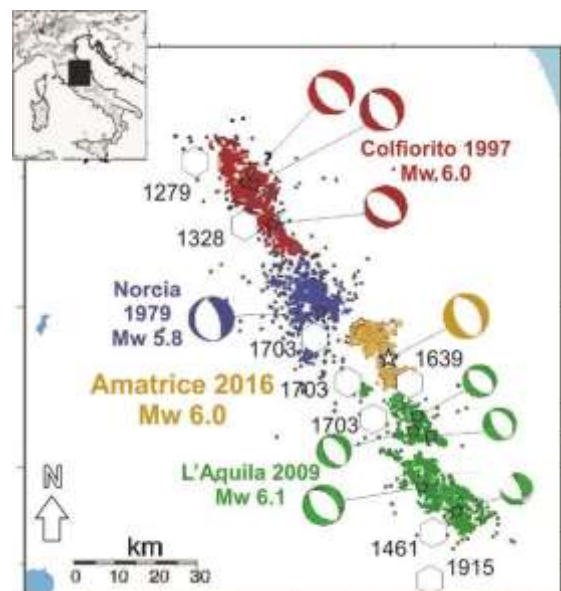 ?
Colfiorito 1997
Mw 6.0
1279
1328
Norcia
1979
Mw 5.8
1703
1639
Amatrice 2016
Mw 6.0
1703
1703
L'Aquila 2009
Mw 6.1
N
km
0 10 20 30
1461
1915